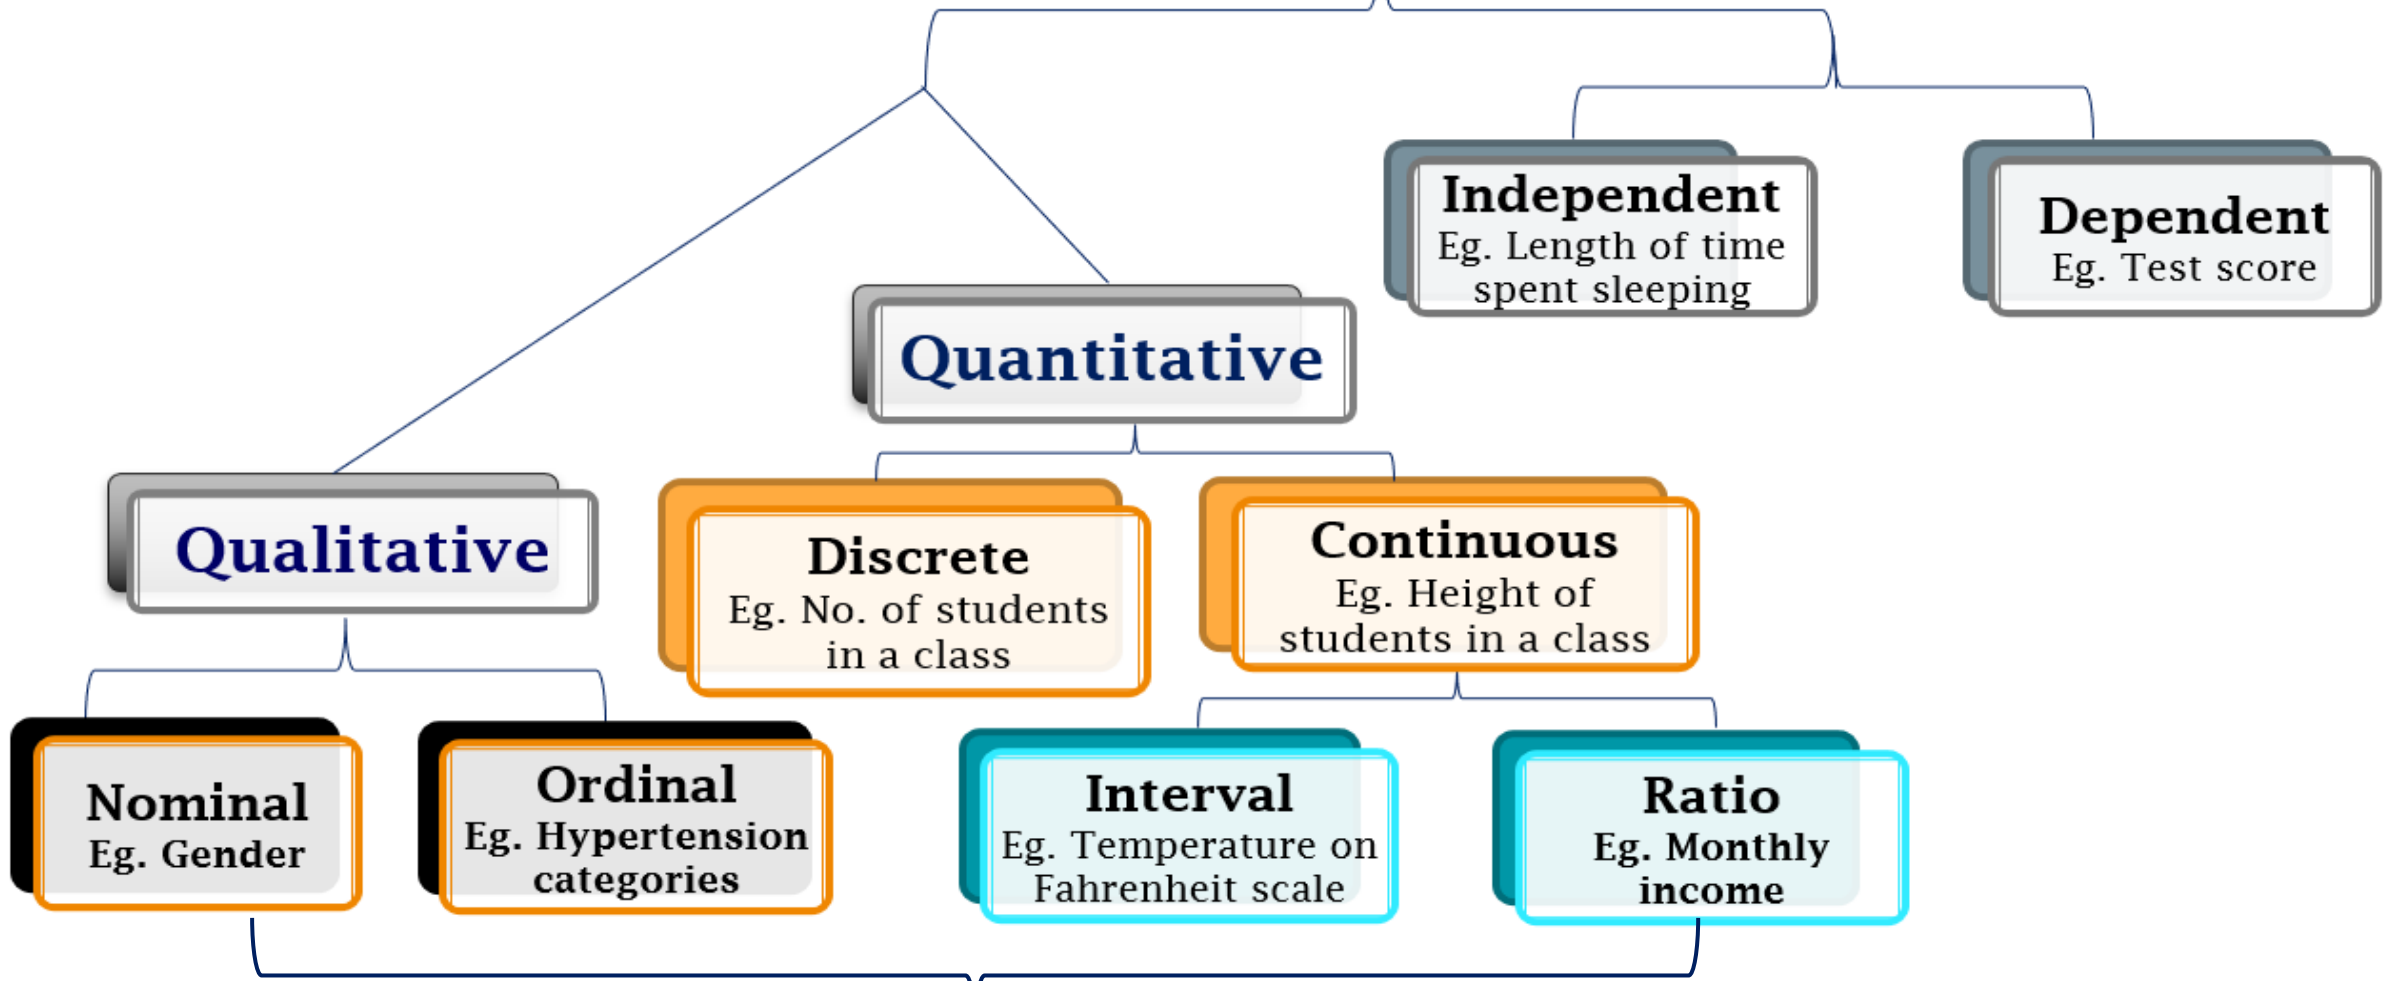 Independent
Eg. Length of time
spent sleeping
Dependent
Eg. Test score
Quantitative
Qualitative
Discrete
Eg. No. of students
in a class
Continuous
Eg. Height of
students in a class
Nominal
Eg. Gender
Ordinal
Eg. Hypertension
categories
Interval
Eg. Temperature on
Fahrenheit scale
Ratio
Eg. Monthly
income